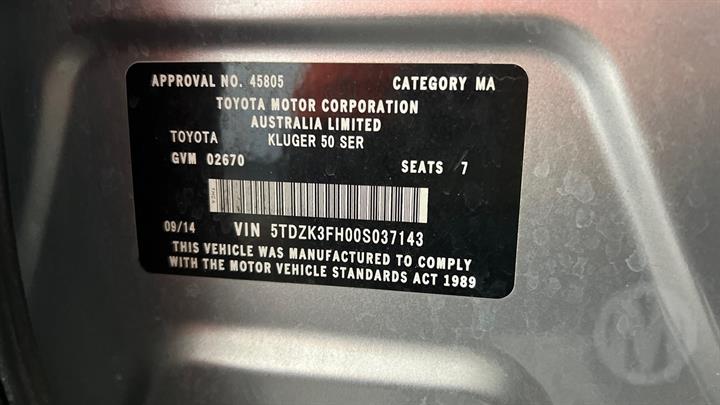 APPROVAL NO. 45805 CATEGORY MA
TOYOTA MOTOR CORPORATION
AUSTRALIA LIMITED
TOYOTA KLUGER 50 SER
GVM 02670 SEATS 7
09/14 VIN 5TDZK3FH00S037143
THIS VEHICLE WAS MANUFACTURED TO COMPLY
WITH THE MOTOR VEHICLE STANDARDS ACT 1989